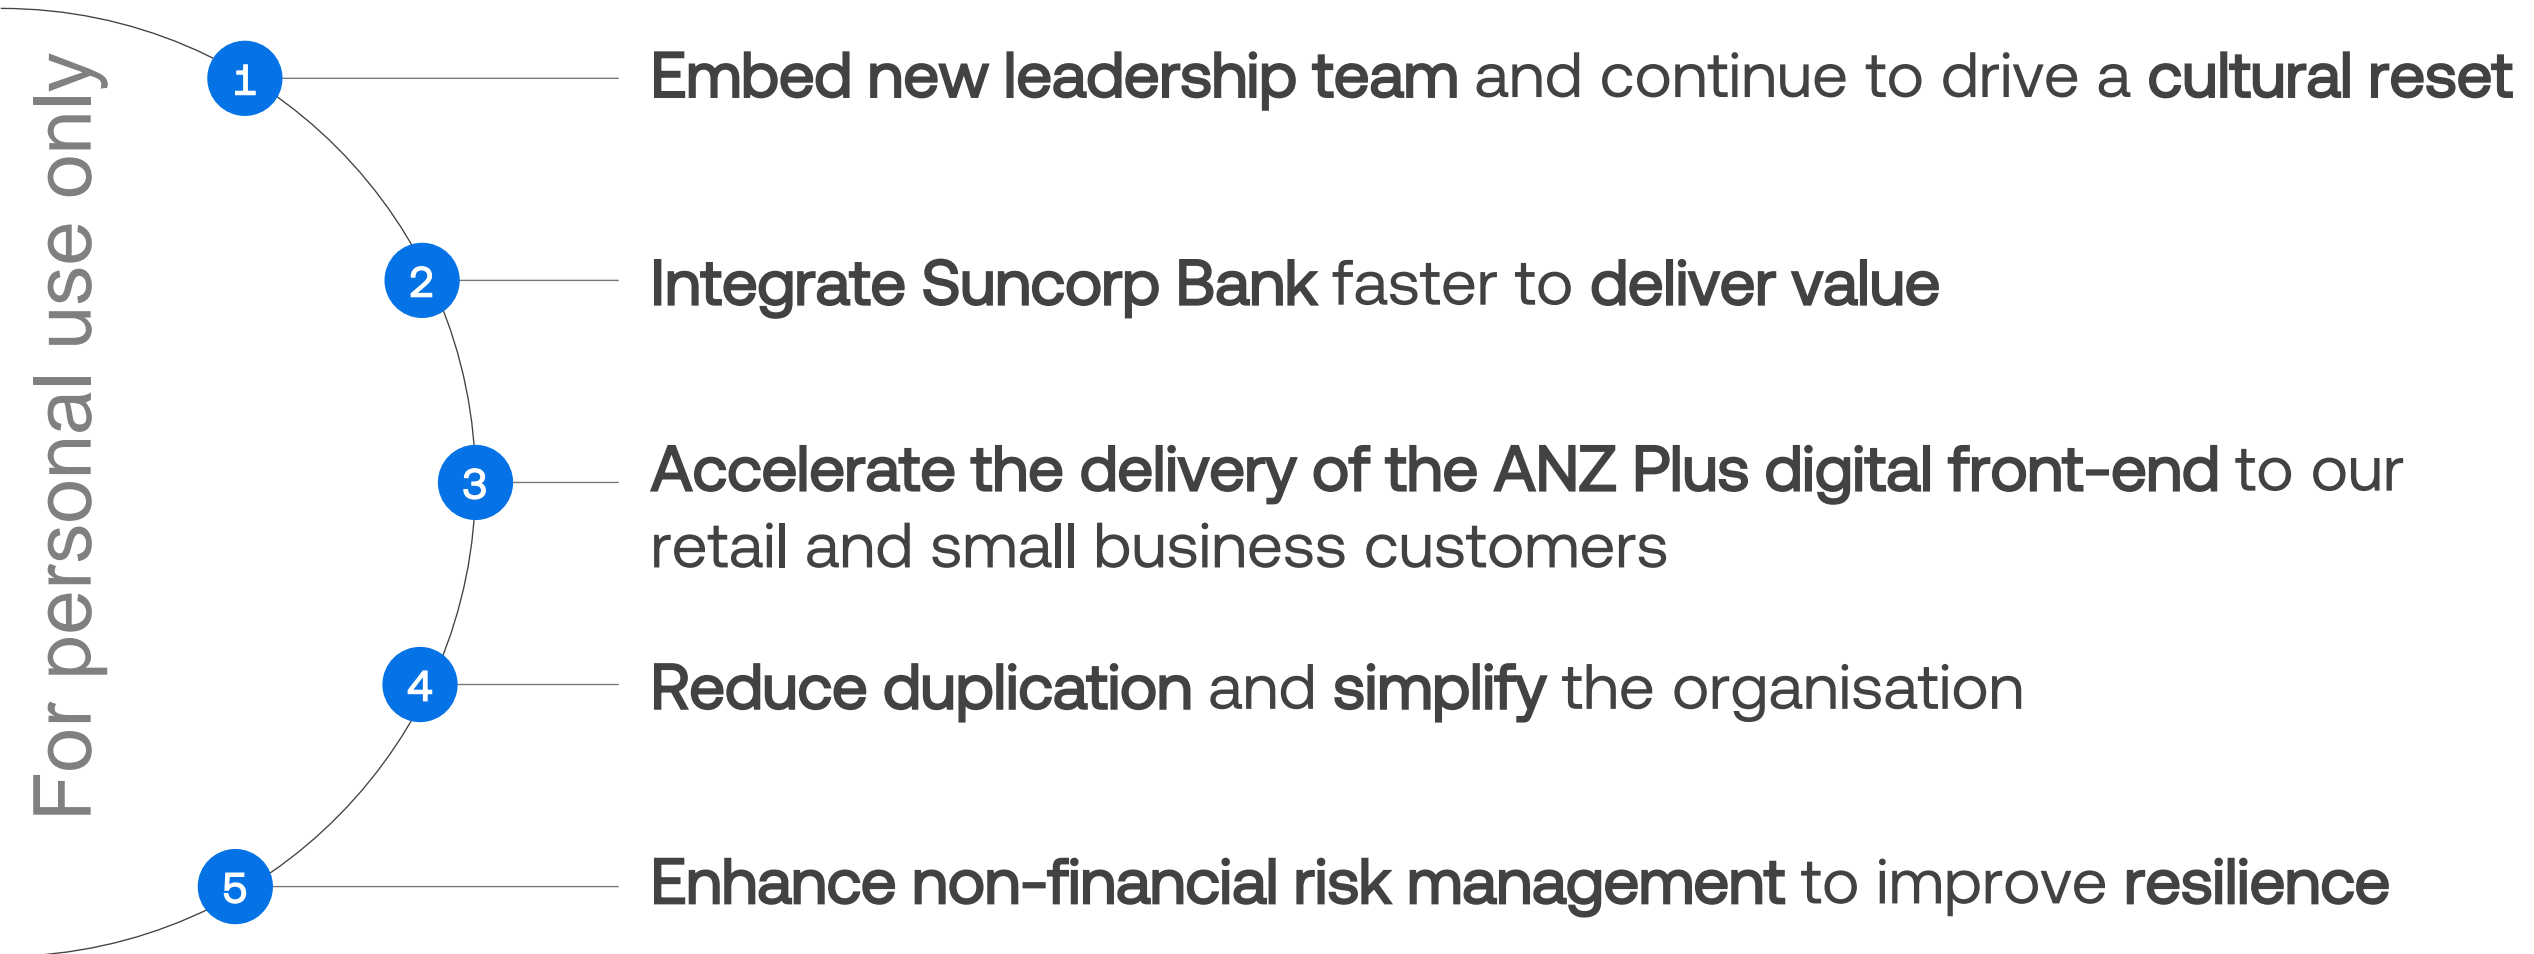 For personal use only
1
Embed new leadership team and continue to drive a cultural reset
2
Integrate Suncorp Bank faster to deliver value
3
Accelerate the delivery of the ANZ Plus digital front-end to our
retail and small business customers
4
Reduce duplication and simplify the organisation
5
Enhance non-financial risk management to improve resilience